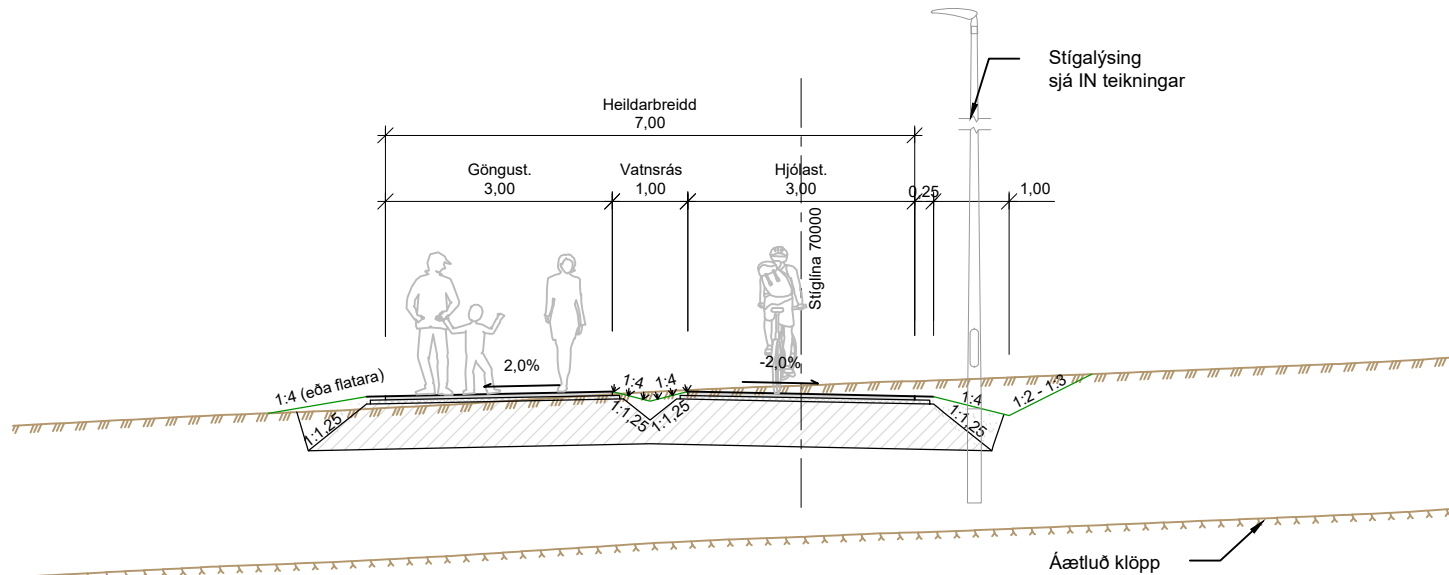 Stígalýsing
sjá IN teikningar
Heildarbreidd
7,00
Göngust.
3,00
Vatnsrás
1,00
Hjólast.
3,00
0,25
1,00
Stíglína 70000
2,0%
-2,0%
1:4 (eða flatara)
1:4
1:4
1:4
1:2 - 1:3
1:1,25
1:1,25
1:1,25
1:1,25
Áætluð klöpp